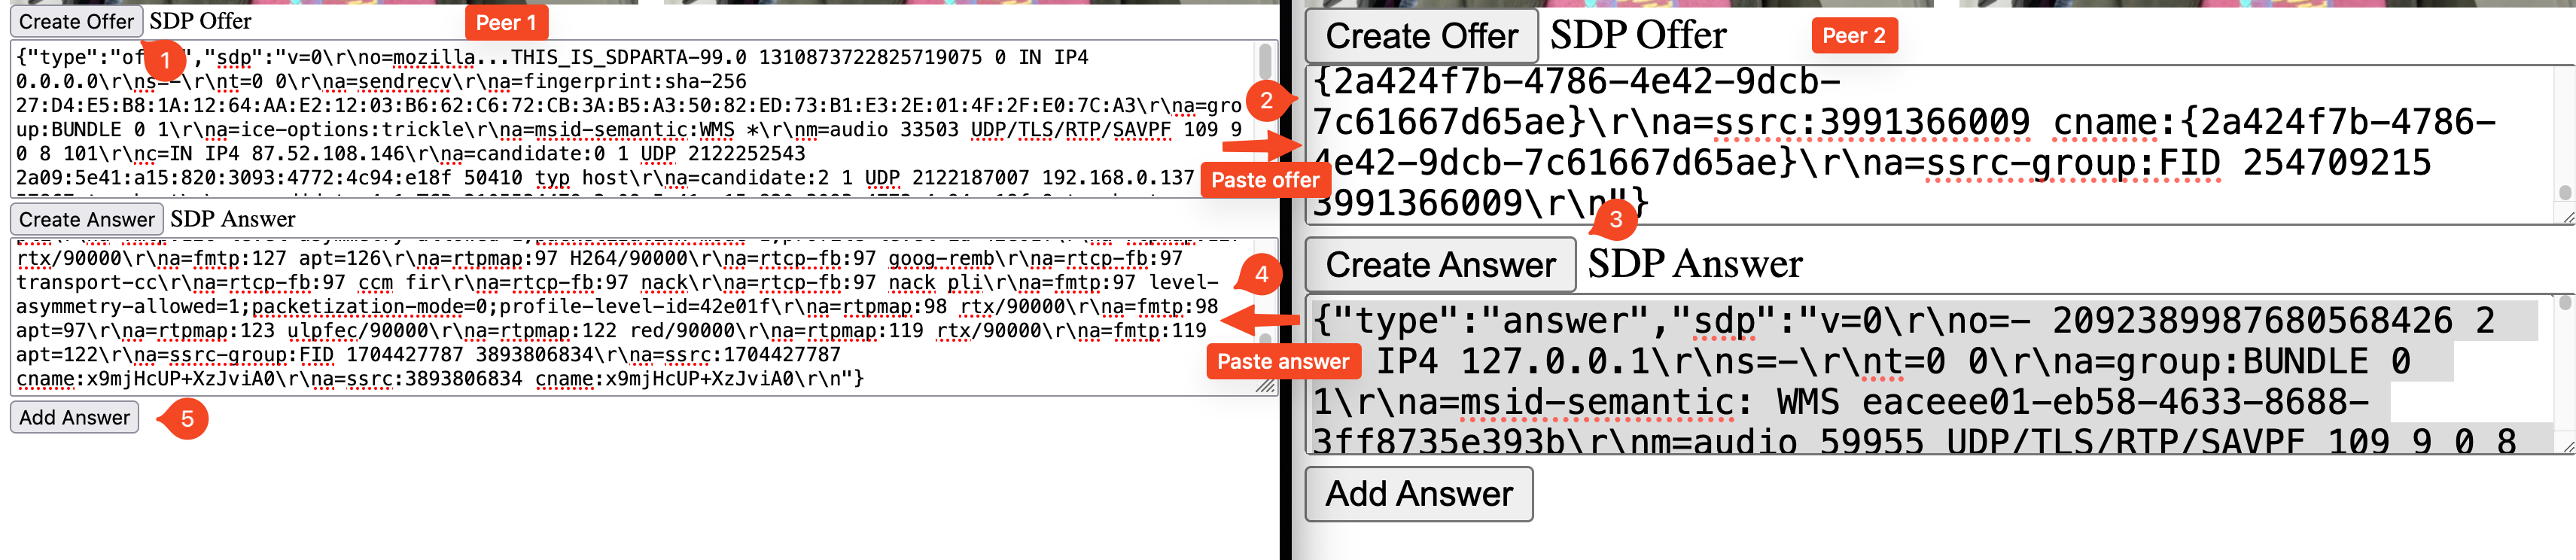 Create Offer SDP Offer Peer 1
1
{"type":"of ","sdp":"v=0\r\no=mozilla...THIS_IS_SDPARTA-99.0 1310873722825719075 0 IN IP4
0.0.0.0\r\ns=-\r\nt=0 0\r\na=sendrecv\r\na=fingerprint:sha-256
27:D4:E5:B8:1A:12:64:AA:E2:12:03:B6:62:C6:72:CB:3A:B5:A3:50:82:ED:73:B1:E3:2E:01:4F:2F:E0:7C:A3\r\na=gro
up:BUNDLE 0 1\r\na=ice-options:trickle\r\na=msid-semantic:WMS *\r\nm=audio 33503 UDP/TLS/RTP/SAVPF 109 9
0 8 101\r\nc=IN IP4 87.52.108.146\r\na=candidate:0 1 UDP 2122252543
2a09:5e41:a15:820:3093:4772:4c94:e18f 50410 typ host\r\na=candidate:2 1 UDP 2122187007 192.168.0.137
Create Answer SDP Answer
rtx/90000\r\na=fmtp:127 apt=126\r\na=rtpmap:97 H264/90000\r\na=rtcp-fb:97 goog-remb\r\na=rtcp-fb:97
transport-cc\r\na=rtcp-fb:97 ccm fir\r\na=rtcp-fb:97 nack\r\na=rtcp-fb:97 nack pli\r\na=fmtp:97 level-
asymmetry-allowed=1;packetization-mode=0;profile-level-id=42e01f\r\na=rtpmap:98 rtx/90000\r\na=fmtp:98
apt=97\r\na=rtpmap:123 ulpfec/90000\r\na=rtpmap:122 red/90000\r\na=rtpmap:119 rtx/90000\r\na=fmtp:119
apt=122\r\na=ssrc-group:FID 1704427787 3893806834\r\na=ssrc:1704427787
cname:x9mjHcUP+XzJviA0\r\na=ssrc:3893806834 cname:x9mjHcUP+XzJviA0\r\n"}
Add Answer
5
2
Paste offer
4
Paste answer
Create Offer SDP Offer Peer 2
{2a424f7b-4786-4e42-9dcb-
7c61667d65ae}\r\na=ssrc:3991366009 cname:{2a424f7b-4786-
4e42-9dcb-7c61667d65ae}\r\na=ssrc-group:FID 254709215
3991366009\r\n"}
3
Create Answer SDP Answer
{"type":"answer","sdp":"v=0\r\no=- 2092389987680568426 2
IP4 127.0.0.1\r\ns=-\r\nt=0 0\r\na=group:BUNDLE 0
1\r\na=msid-semantic: WMS eaceee01-eb58-4633-8688-
3ff8735e393b\r\nm=audio 59955 UDP/TLS/RTP/SAVPF 109 9 0 8
Add Answer